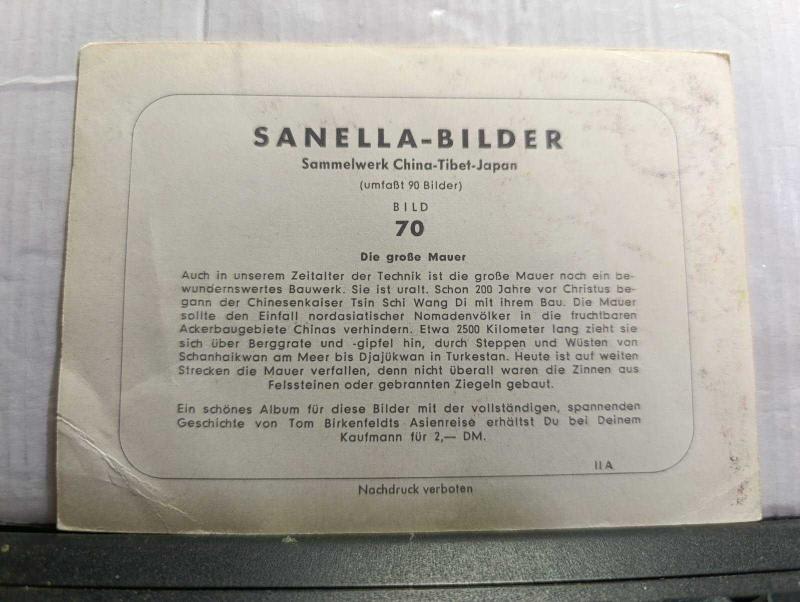 SANELLA-BILDER
Sammelwerk China-Tibet-Japan
(umfaßt 90 Bilder)
BILD
70
Die große Mauer
Auch in unserem Zeitalter der Technik ist die große Mauer noch ein be-
wundernswertes Bauwerk. Sie ist uralt. Schon 200 Jahre vor Christus be-
gann der Chinesenkaiser Tsin Schi Wang Di mit ihrem Bau. Die Mauer
sollte den Einfall nordasiatischer Nomadenvölker in die fruchtbaren
Ackerbaugebiete Chinas verhindern. Etwa 2500 Kilometer lang zieht sie
sich über Berggrate und -gipfel hin, durch Steppen und Wüsten von
Schanhaikwan am Meer bis Djajükwan in Turkestan. Heute ist auf weiten
Strecken die Mauer verfallen, denn nicht überall waren die Zinnen aus
Felssteinen oder gebrannten Ziegeln gebaut.
Ein schönes Album für diese Bilder mit der vollständigen, spannenden
Geschichte von Tom Birkenfeldts Asienreise erhältst Du bei Deinem
Kaufmann für 2,— DM.
II A
Nachdruck verboten